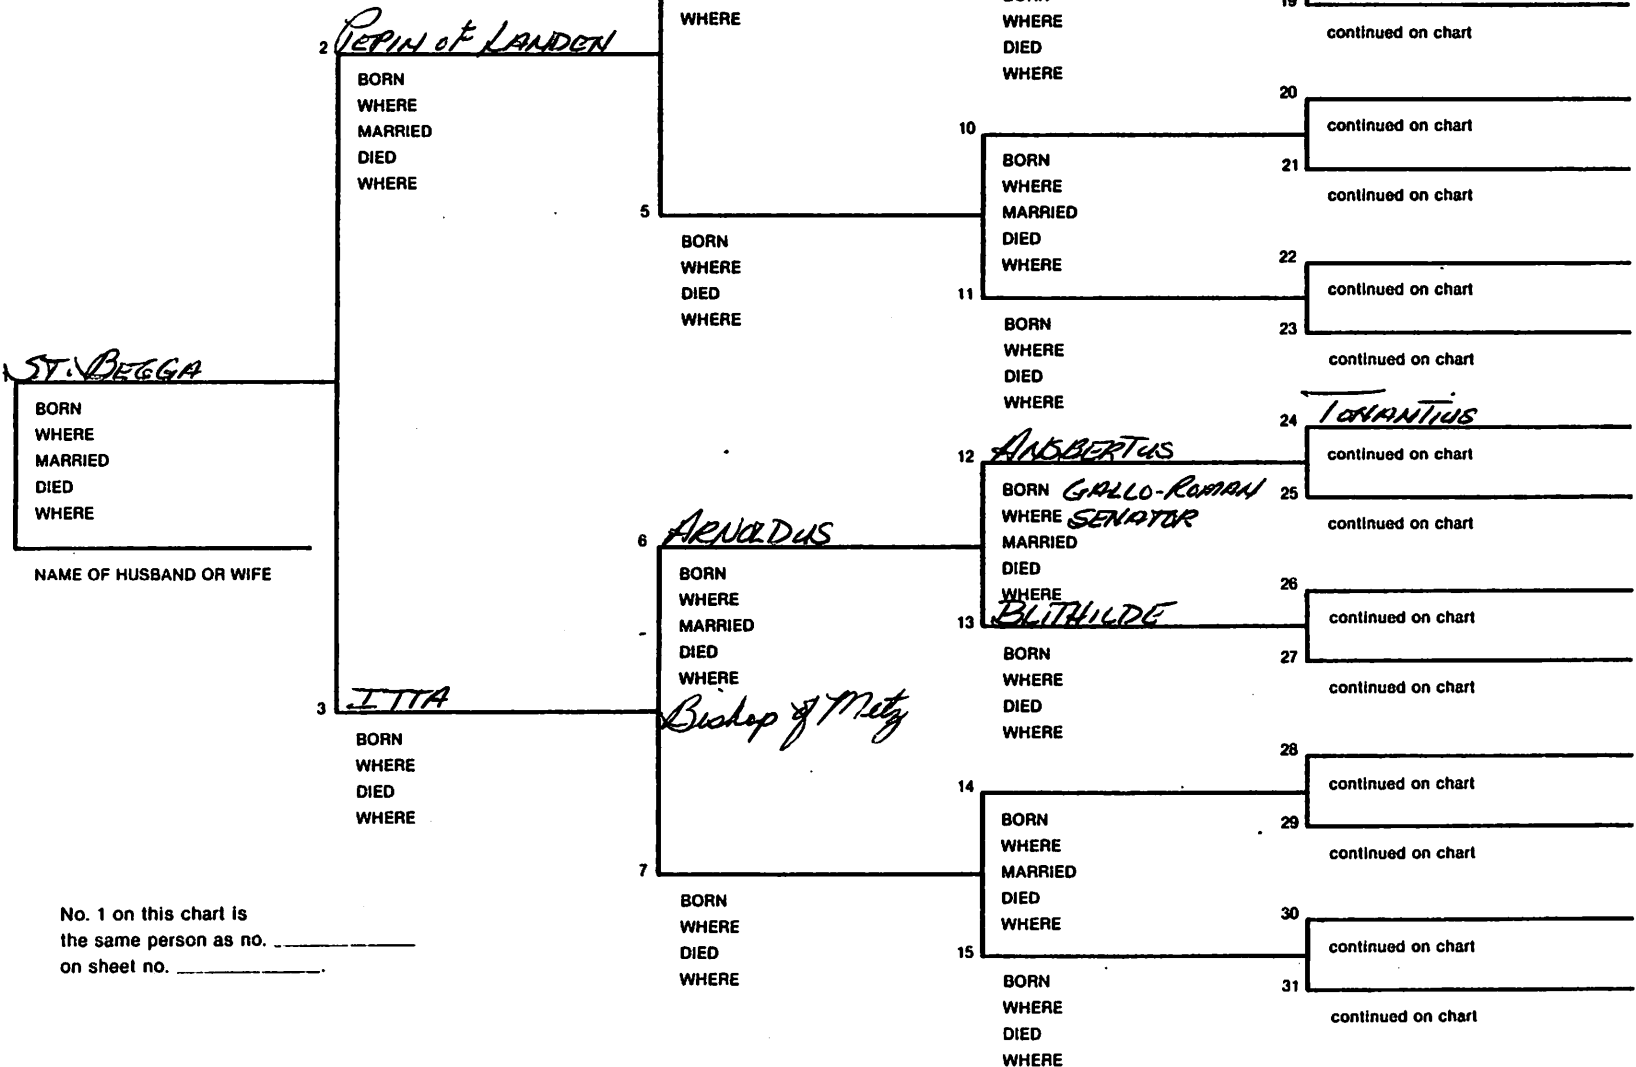 2 PEPIN OF LANDEN
BORN
WHERE
MARRIED
DIED
WHERE
WHERE
WHERE
DIED
WHERE
19
continued on chart
20
continued on chart
21
continued on chart
10
BORN
WHERE
MARRIED
DIED
WHERE
5
BORN
WHERE
DIED
WHERE
22
continued on chart
23
continued on chart
11
BORN
WHERE
DIED
WHERE
ST. BEGGA
BORN
WHERE
MARRIED
DIED
WHERE
NAME OF HUSBAND OR WIFE
24 TONANTIUS
continued on chart
25
continued on chart
12 ANSBERTUS
BORN GALLO-ROMAN
WHERE SENATOR
MARRIED
DIED
WHERE
6 ARNOLDUS
BORN
WHERE
MARRIED
DIED
WHERE
Bishop of Metz
26
continued on chart
27
continued on chart
13 BLITHILDE
BORN
WHERE
DIED
WHERE
3 ITTA
BORN
WHERE
DIED
WHERE
28
continued on chart
29
continued on chart
14
BORN
WHERE
MARRIED
DIED
WHERE
7
BORN
WHERE
DIED
WHERE
30
continued on chart
31
continued on chart
15
BORN
WHERE
DIED
WHERE
No. 1 on this chart is
the same person as no.
on sheet no. .